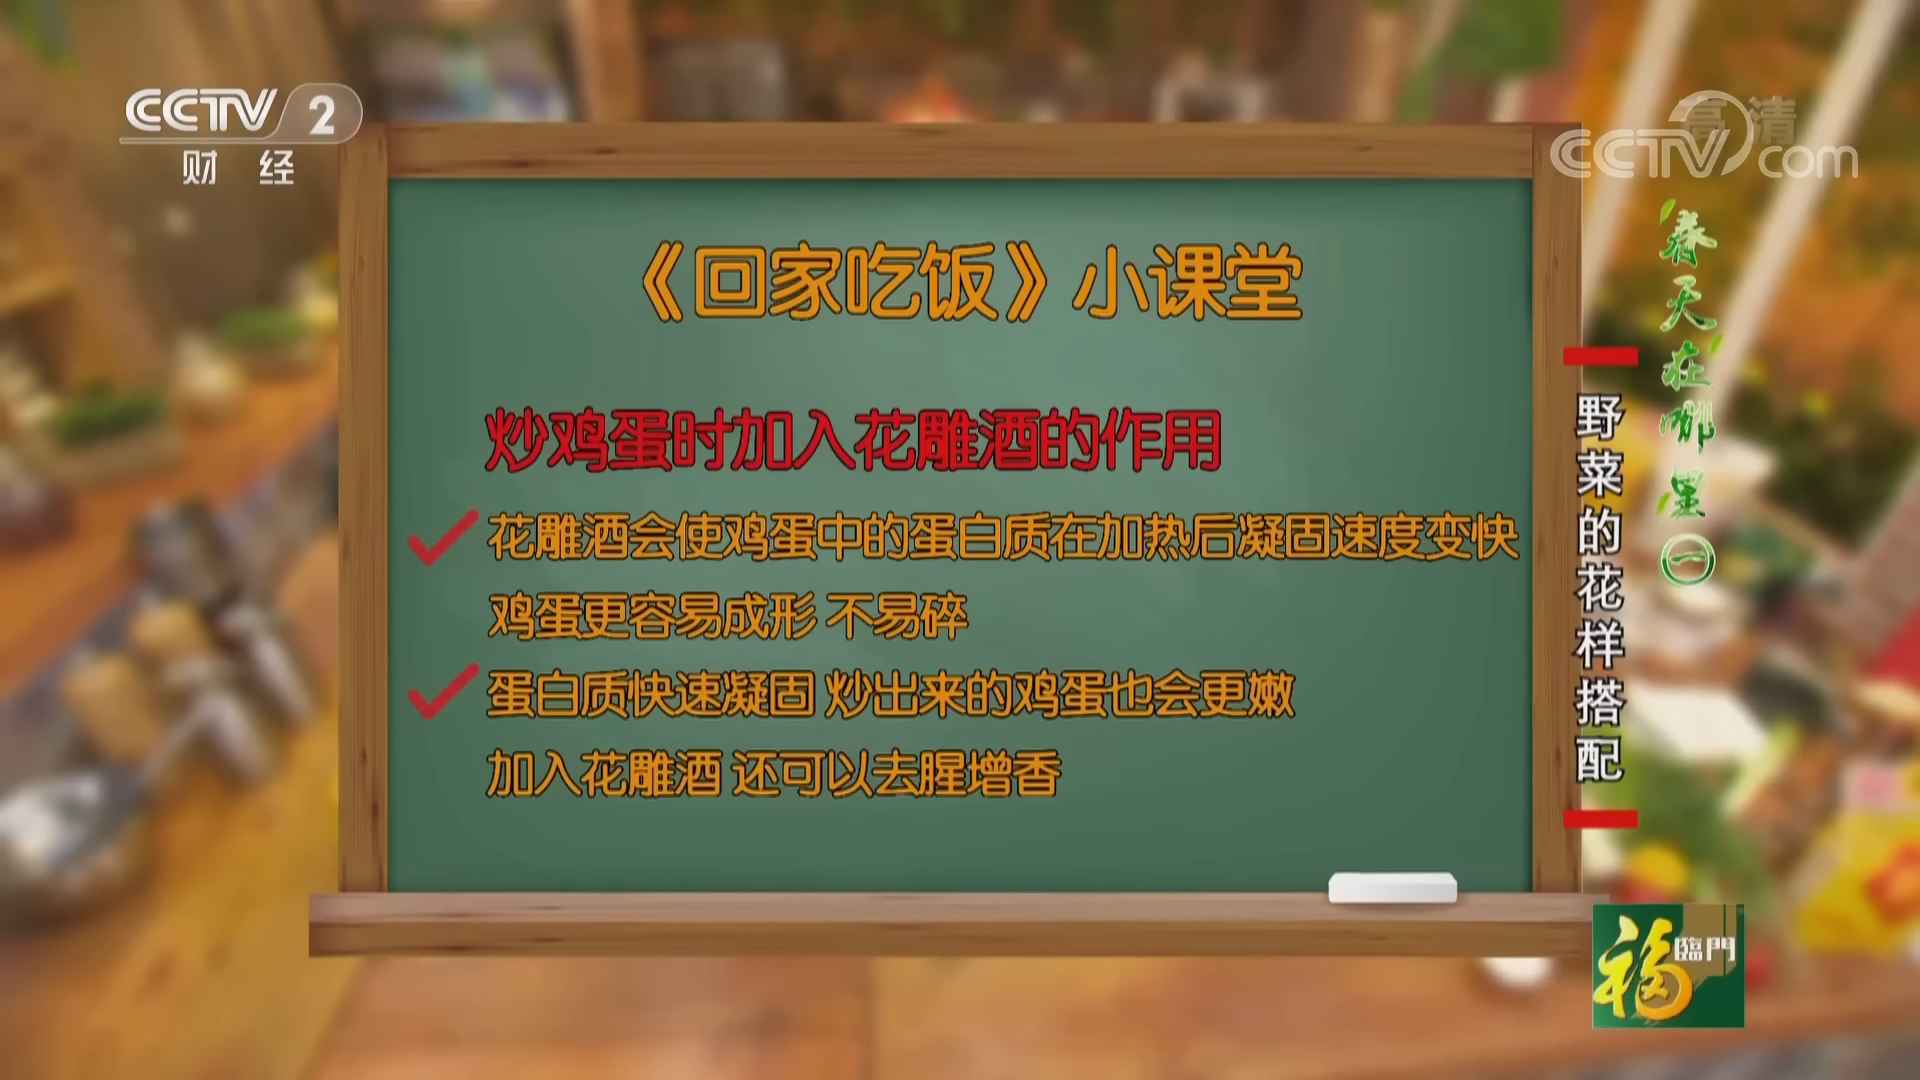 CCTV 2
财 经
高清
CCTV.com
《回家吃饭》小课堂
炒鸡蛋时加入花雕酒的作用
花雕酒会使鸡蛋中的蛋白质在加热后凝固速度变快
鸡蛋更容易成形 不易碎
蛋白质快速凝固 炒出来的鸡蛋也会更嫩
加入花雕酒 还可以去腥增香
春天在哪里㊀
野菜的花样搭配
福
臨門